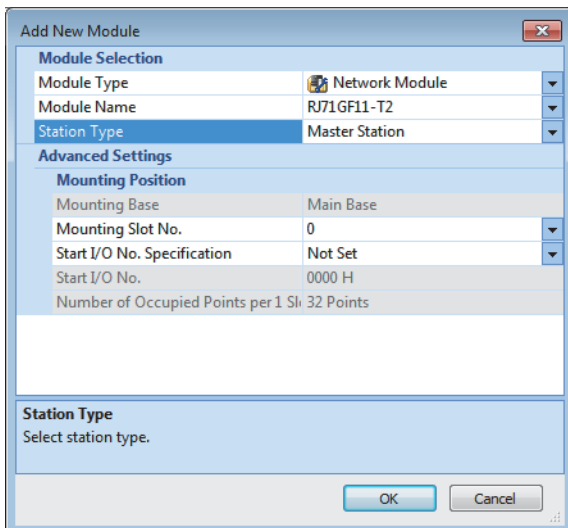 Add New Module
Module Selection
Module Type Network Module
Module Name RJ71GF11-T2
Station Type Master Station
Advanced Settings
Mounting Position
Mounting Base Main Base
Mounting Slot No. 0
Start I/O No. Specification Not Set
Start I/O No. 0000 H
Number of Occupied Points per 1 Sl 32 Points
Station Type
Select station type.
OK Cancel